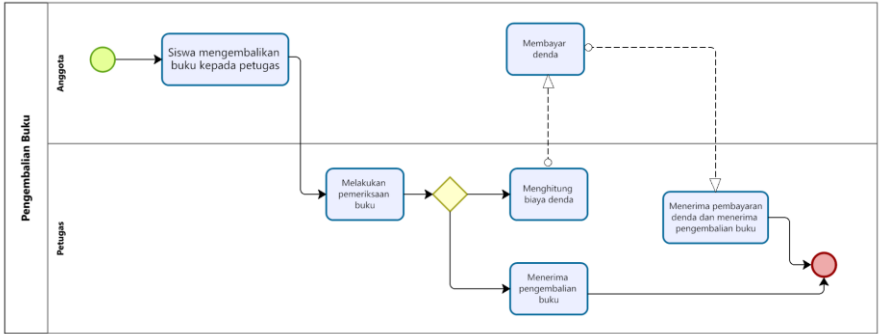 Pengembalian Buku
Anggota
Siswa mengembalikan
buku kepada petugas
Membayar
denda
Petugas
Melakukan
pemeriksaan
buku
Menghitung
biaya denda
Menerima pembayaran
denda dan menerima
pengembalian buku
Menerima
pengembalian
buku